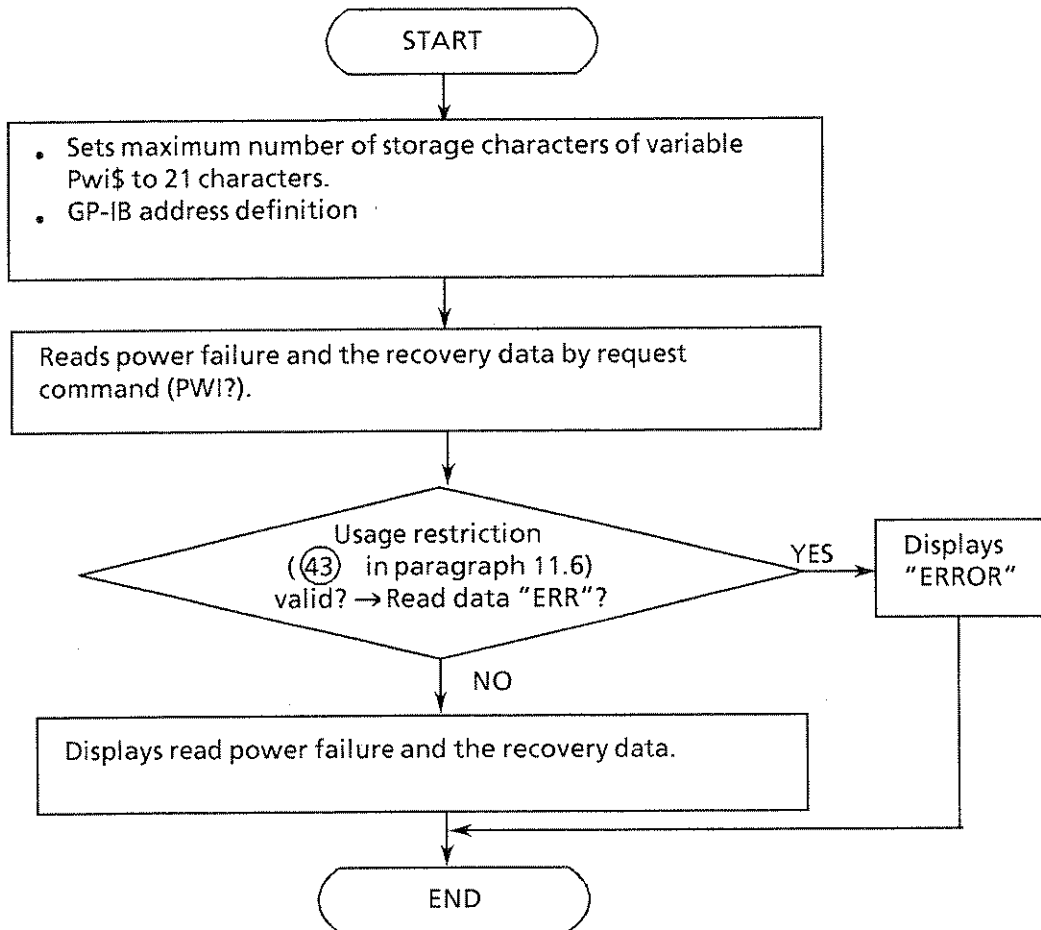 START
• Sets maximum number of storage characters of variable
Pwi$ to 21 characters.
• GP-IB address definition
Reads power failure and the recovery data by request
command (PWI?).
Usage restriction
(㊸ in paragraph 11.6)
valid? → Read data "ERR"?
YES
Displays
"ERROR"
NO
Displays read power failure and the recovery data.
END